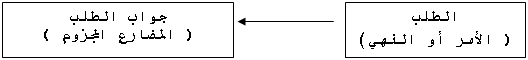 الطلب
( الأمر أو النهي)
جواب الطلب
( المضارع المجزوم )